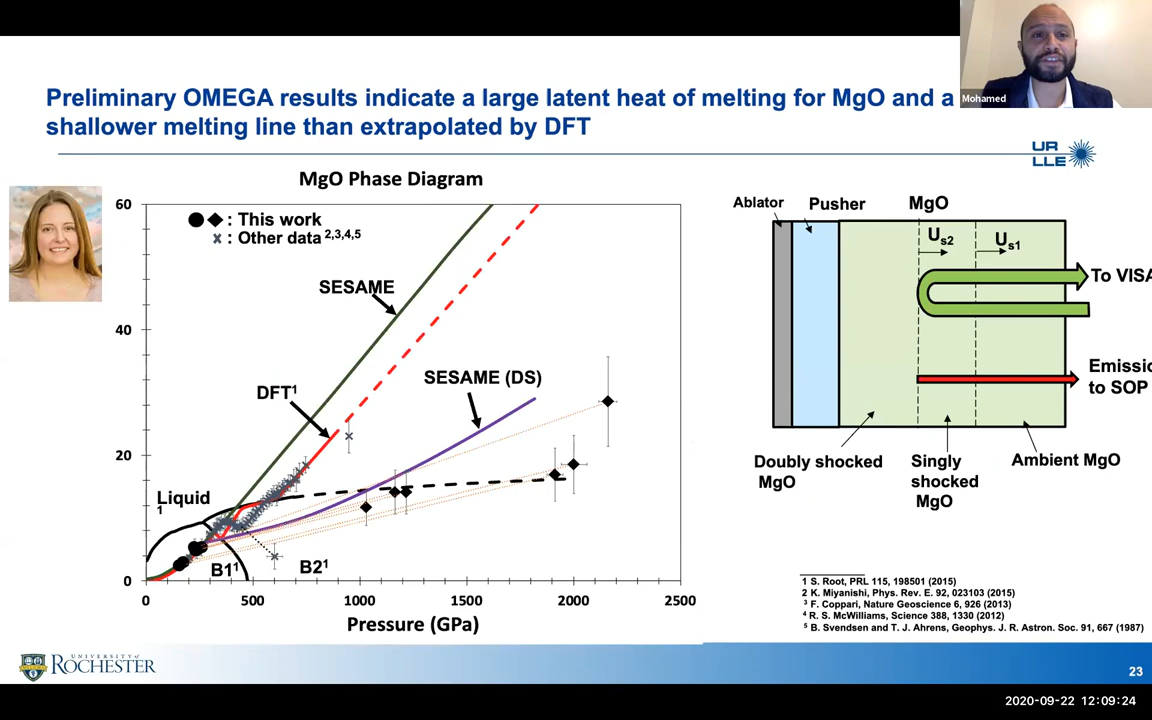 Mohamed
Preliminary OMEGA results indicate a large latent heat of melting for MgO and a
shallower melting line than extrapolated by DFT
UR
LLE
MgO Phase Diagram
60
40
20
0
: This work
: Other data 2,3,4,5
SESAME
DFT1
SESAME (DS)
Liquid
1
B11
B21
0
500
1000
1500
2000
2500
Pressure (GPa)
Ablator
Pusher
MgO
Us2
Us1
To VISA
Emissio
to SOP
Doubly shocked
MgO
Singly
shocked
MgO
Ambient MgO
1 S. Root, PRL 115, 198501 (2015)
2 K. Miyanishi, Phys. Rev. E. 92, 023103 (2015)
3 F. Coppari, Nature Geoscience 6, 926 (2013)
4 R. S. McWilliams, Science 388, 1330 (2012)
5 B. Svendsen and T. J. Ahrens, Geophys. J. R. Astron. Soc. 91, 667 (1987)
UNIVERSITY of
ROCHESTER
23
2020-09-22 12:09:24